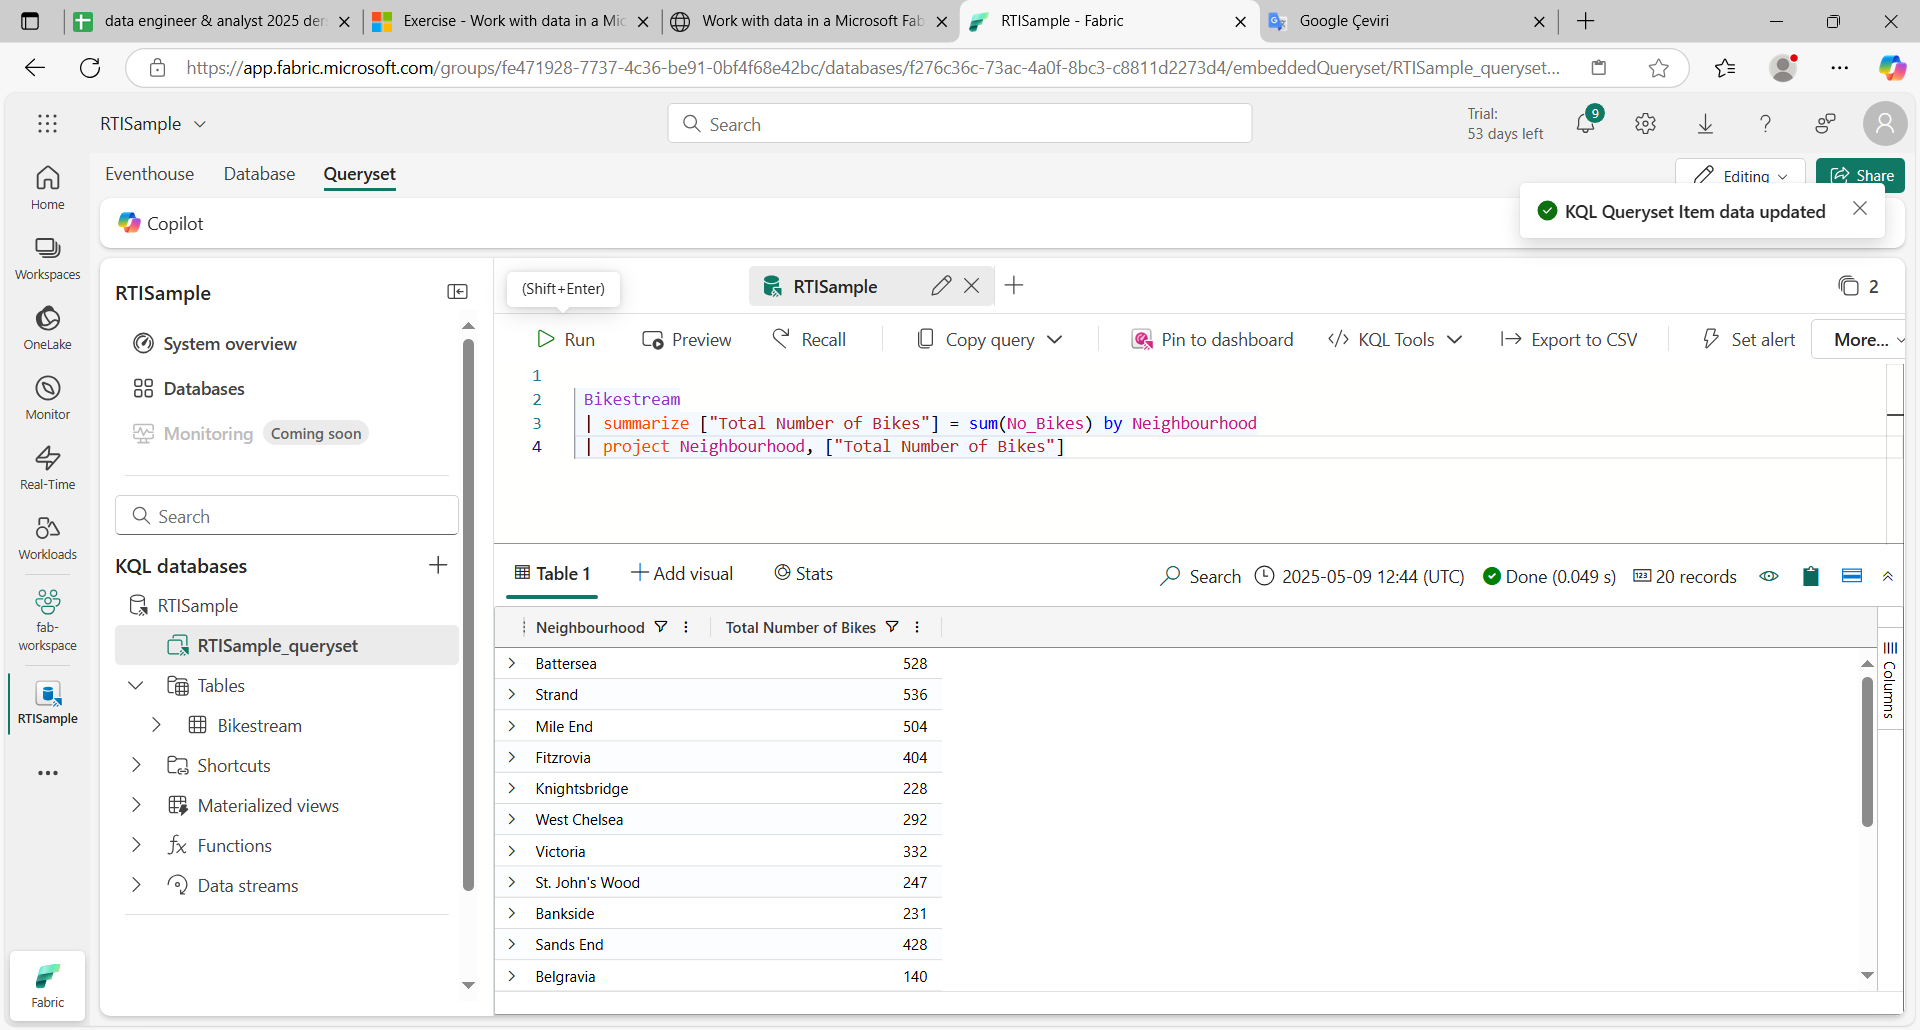 data engineer & analyst 2025 der
Exercise - Work with data in a Mic
Work with data in a Microsoft Fab
RTISample - Fabric
Google Çeviri
https://app.fabric.microsoft.com/groups/fe471928-7737-4c36-be91-0bf4f68e42bc/databases/f276c36c-73ac-4a0f-8bc3-c8811d2273d4/embeddedQueryset/RTISample_queryset...
RTISample
Search
Trial:
53 days left
9
Eventhouse Database Queryset
Editing
Share
Copilot
KQL Queryset Item data updated
Home
Workspaces
OneLake
Monitor
Real-Time
Workloads
fab-
workspace
RTISample
Fabric
RTISample
System overview
Databases
Monitoring Coming soon
Search
KQL databases
RTISample
RTISample_queryset
Tables
Bikestream
Shortcuts
Materialized views
Functions
Data streams
(Shift+Enter)
RTISample
2
Run Preview Recall Copy query Pin to dashboard KQL Tools Export to CSV Set alert More...
1
2 Bikestream
3 | summarize ["Total Number of Bikes"] = sum(No_Bikes) by Neighbourhood
4 | project Neighbourhood, ["Total Number of Bikes"]
Table 1 Add visual Stats
Search 2025-05-09 12:44 (UTC) Done (0.049 s) 123 20 records
Neighbourhood Total Number of Bikes
Battersea 528
Strand 536
Mile End 504
Fitzrovia 404
Knightsbridge 228
West Chelsea 292
Victoria 332
St. John's Wood 247
Bankside 231
Sands End 428
Belgravia 140
Columns